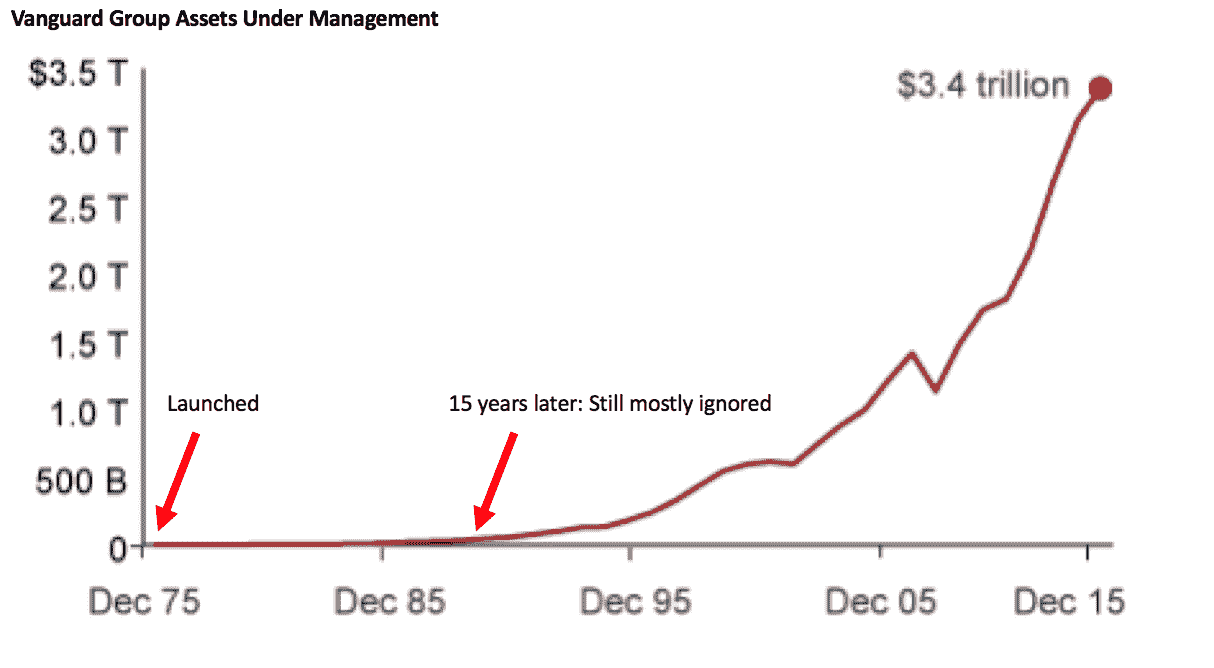 Vanguard Group Assets Under Management
$3.5 T
$3.4 trillion
3.0 T
2.5 T
2.0 T
1.5 T
Launched
15 years later: Still mostly ignored
1.0 T
500 B
0
Dec 75
Dec 85
Dec 95
Dec 05
Dec 15